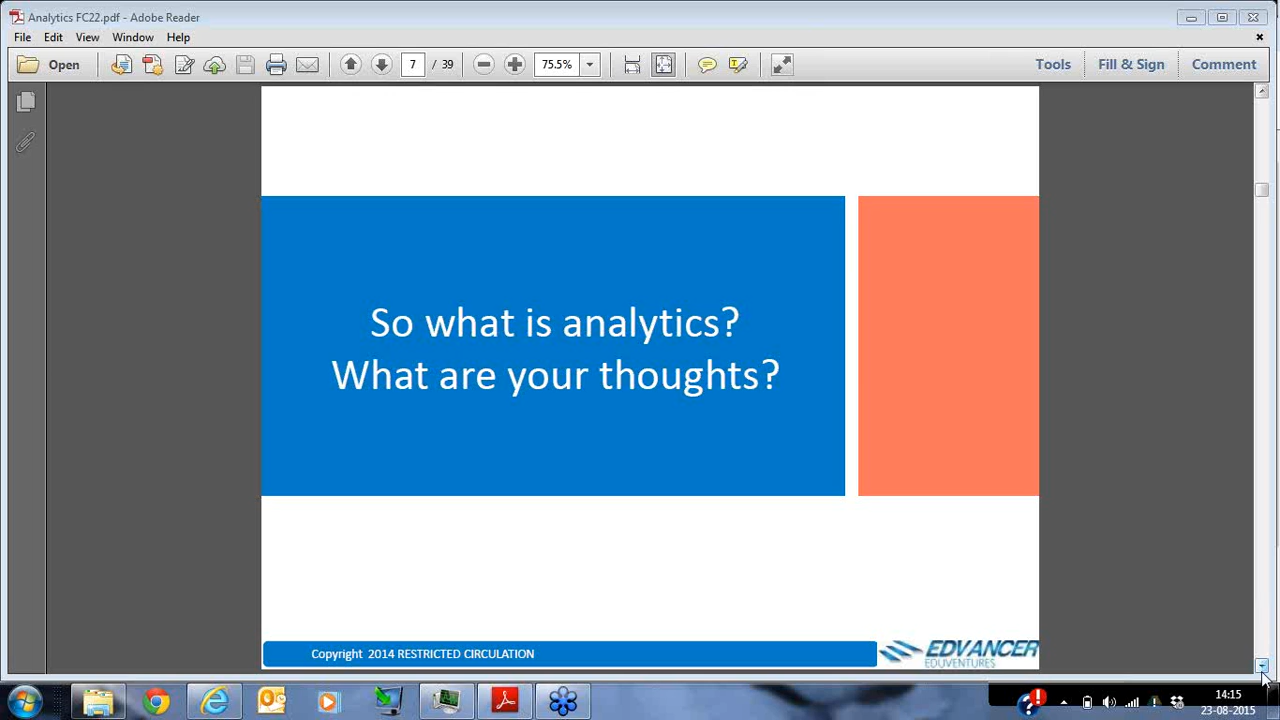 Analytics FC22.pdf - Adobe Reader
File Edit View Window Help
Open 7 / 39 75.5% Tools Fill & Sign Comment
So what is analytics?
What are your thoughts?
Copyright 2014 RESTRICTED CIRCULATION
EDVANCER
EDUVENTURES
14:15
23-08-2015